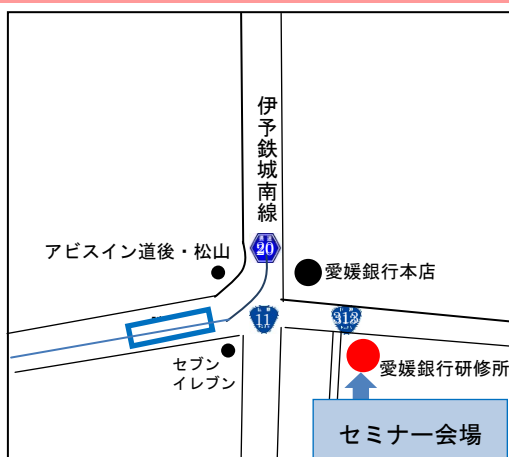 伊予鉄城南線
20
アビスイン道後・松山
愛媛銀行本店
11
313
セブン
イレブン
愛媛銀行研修所
セミナー会場